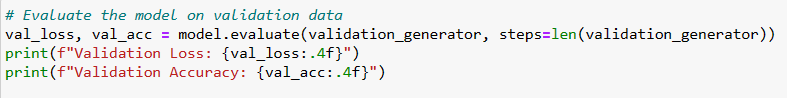 # Evaluate the model on validation data
val_loss, val_acc = model.evaluate(validation_generator, steps=len(validation_generator))
print(f"Validation Loss: {val_loss:.4f}")
print(f"Validation Accuracy: {val_acc:.4f}")